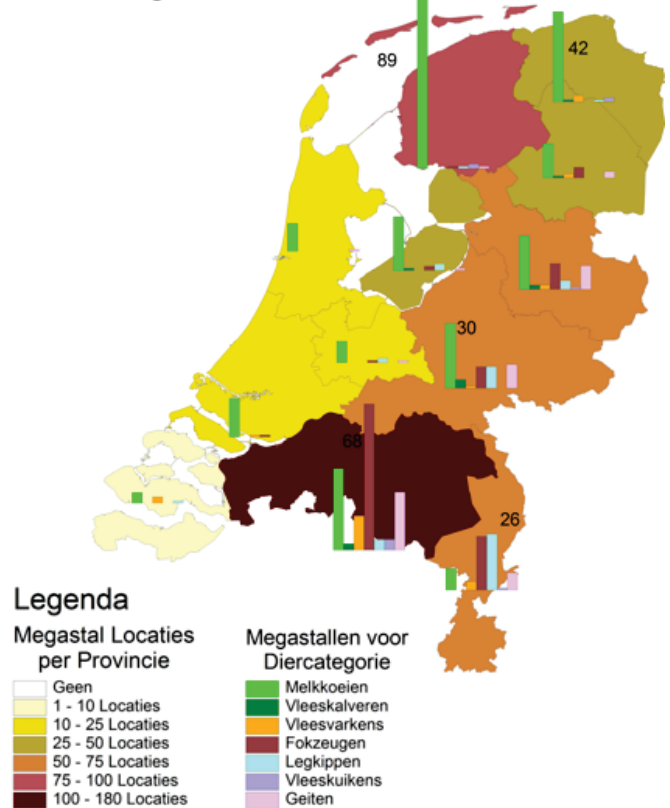 89
42
30
68
26
Legenda
Megastal Locaties
per Provincie
Geen
1 - 10 Locaties
10 - 25 Locaties
25 - 50 Locaties
50 - 75 Locaties
75 - 100 Locaties
100 - 180 Locaties
Megastallen voor
Diercategorie
Melkkoeien
Vleeskalveren
Vleesvarkens
Fokzeugen
Legkippen
Vleeskuikens
Geiten